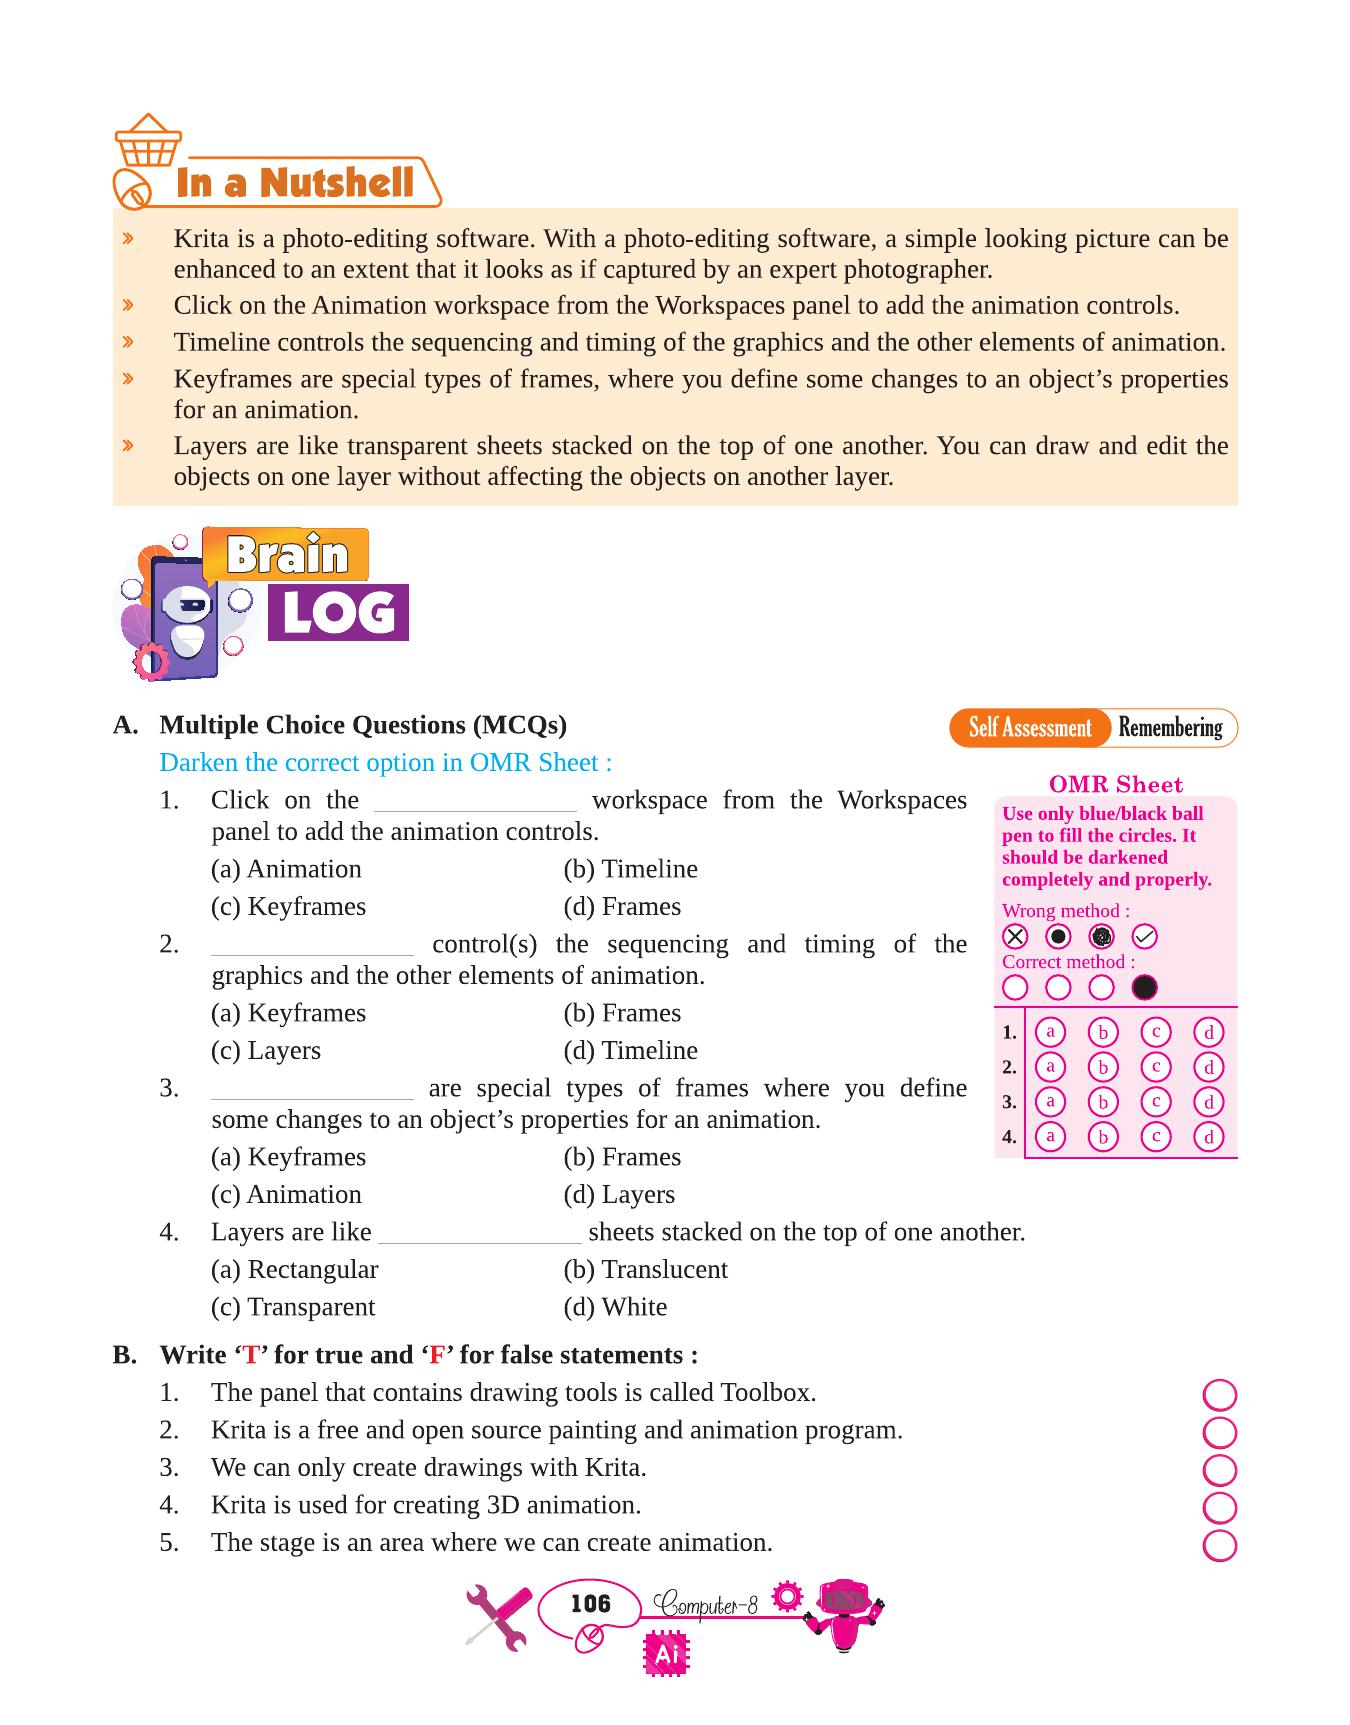 In a Nutshell
» Krita is a photo-editing software. With a photo-editing software, a simple looking picture can be
enhanced to an extent that it looks as if captured by an expert photographer.
» Click on the Animation workspace from the Workspaces panel to add the animation controls.
» Timeline controls the sequencing and timing of the graphics and the other elements of animation.
» Keyframes are special types of frames, where you define some changes to an object’s properties
for an animation.
» Layers are like transparent sheets stacked on the top of one another. You can draw and edit the
objects on one layer without affecting the objects on another layer.
Brain
LOG
A. Multiple Choice Questions (MCQs)
Self Assessment Remembering
Darken the correct option in OMR Sheet :
1. Click on the _______________ workspace from the Workspaces
panel to add the animation controls.
(a) Animation (b) Timeline
(c) Keyframes (d) Frames
2. _______________ control(s) the sequencing and timing of the
graphics and the other elements of animation.
(a) Keyframes (b) Frames
(c) Layers (d) Timeline
3. _______________ are special types of frames where you define
some changes to an object’s properties for an animation.
(a) Keyframes (b) Frames
(c) Animation (d) Layers
4. Layers are like _______________ sheets stacked on the top of one another.
(a) Rectangular (b) Translucent
(c) Transparent (d) White
OMR Sheet
Use only blue/black ball
pen to fill the circles. It
should be darkened
completely and properly.
Wrong method :
Correct method :
1. a b c d
2. a b c d
3. a b c d
4. a b c d
B. Write ‘T’ for true and ‘F’ for false statements :
1. The panel that contains drawing tools is called Toolbox.
2. Krita is a free and open source painting and animation program.
3. We can only create drawings with Krita.
4. Krita is used for creating 3D animation.
5. The stage is an area where we can create animation.
106 Computer-8
Ai